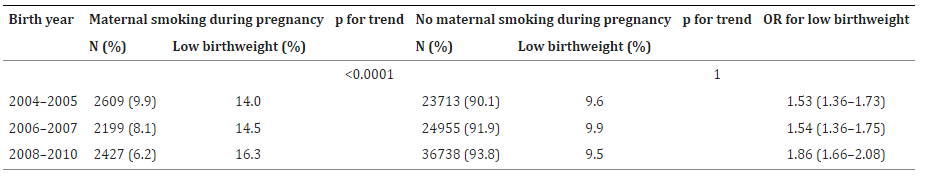 Birth year Maternal smoking during pregnancy p for trend No maternal smoking during pregnancy p for trend OR for low birthweight
N (%) Low birthweight (%) N (%) Low birthweight (%)
<0.0001 1
2004–2005 2609 (9.9) 14.0 23713 (90.1) 9.6 1.53 (1.36–1.73)
2006–2007 2199 (8.1) 14.5 24955 (91.9) 9.9 1.54 (1.36–1.75)
2008–2010 2427 (6.2) 16.3 36738 (93.8) 9.5 1.86 (1.66–2.08)